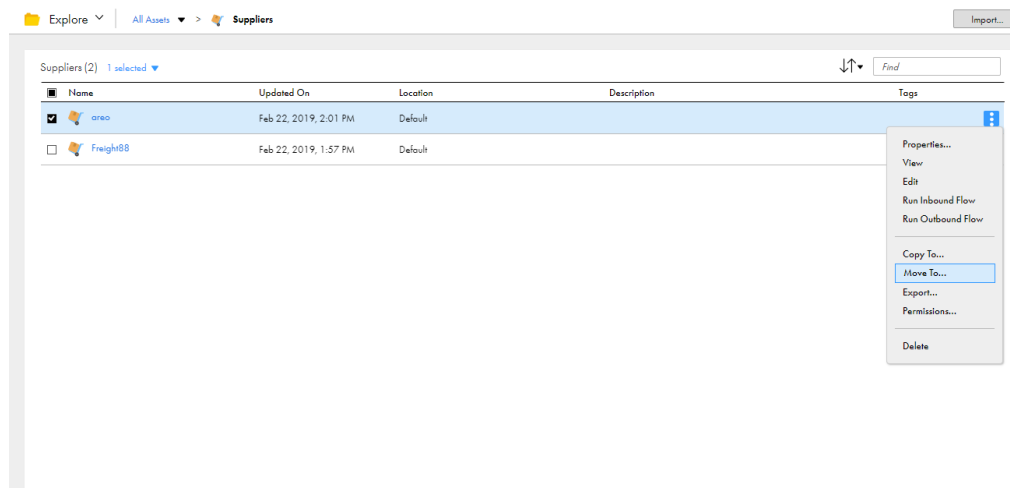 Explore All Assets > Suppliers Import...
Suppliers (2) 1 selected Find
Name Updated On Location Description Tags
areo Feb 22, 2019, 2:01 PM Default
Freight88 Feb 22, 2019, 1:57 PM Default
Properties...
View
Edit
Run Inbound Flow
Run Outbound Flow
Copy To...
Move To...
Export...
Permissions...
Delete